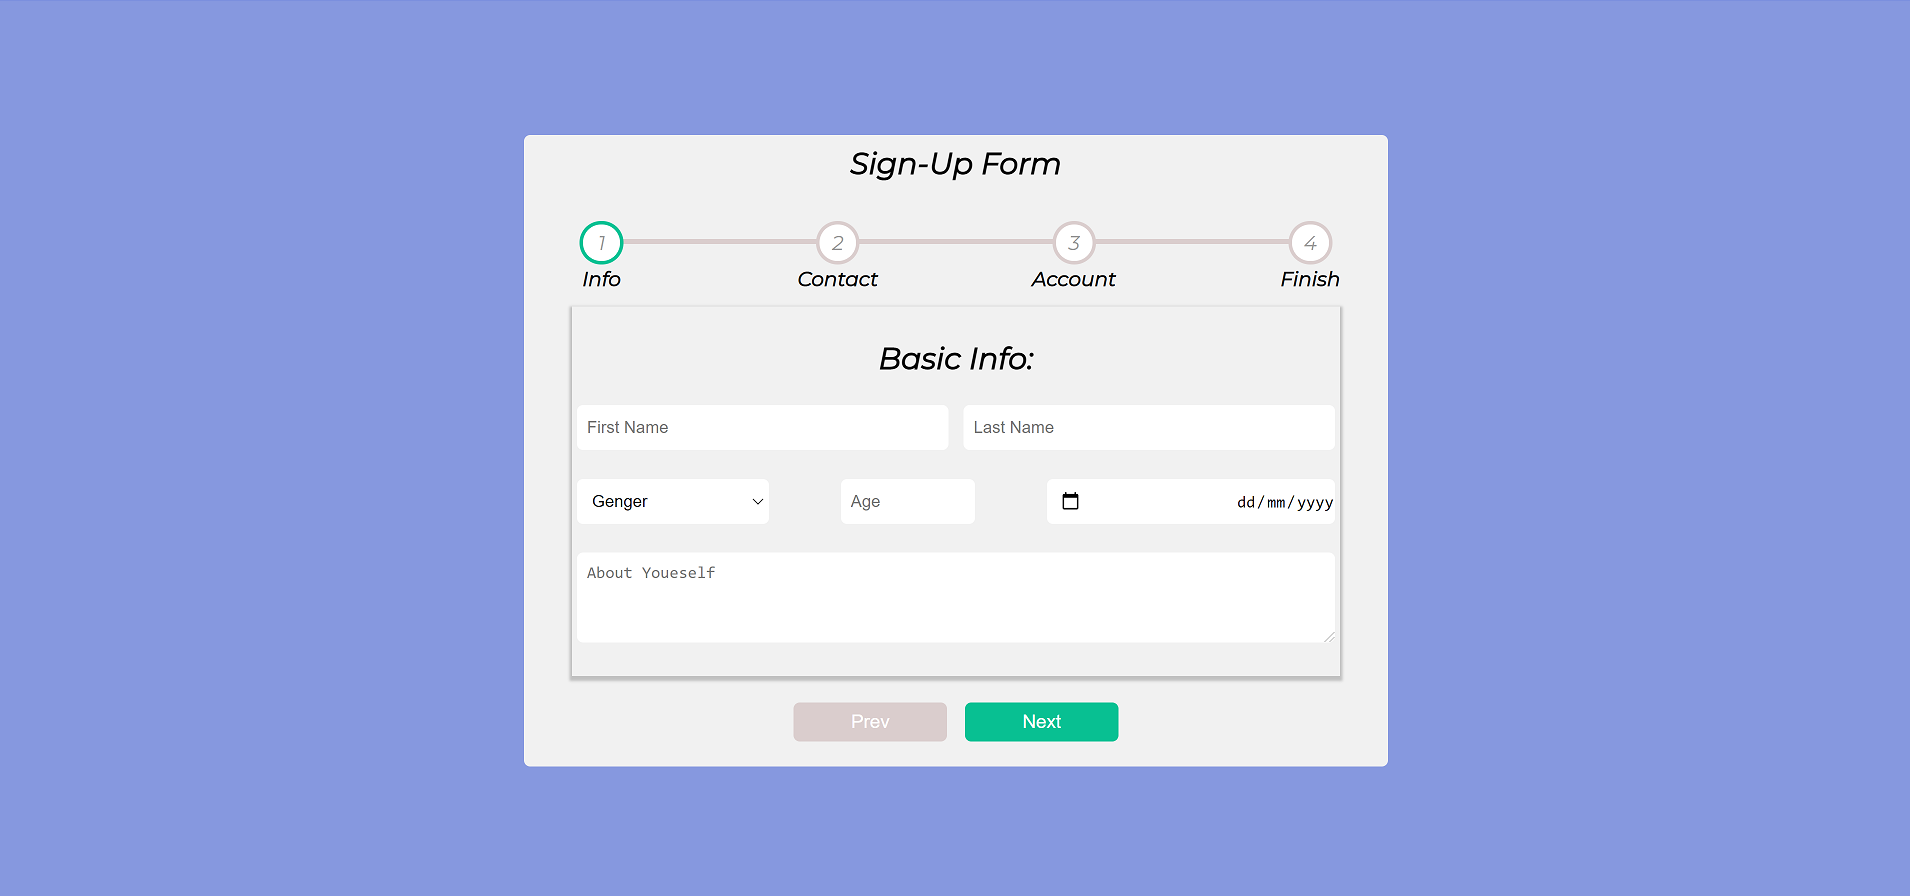 Sign-Up Form
1 2 3 4
Info Contact Account Finish
Basic Info:
First Name Last Name
Genger Age dd/mm/yyyy
About Youeself
Prev Next